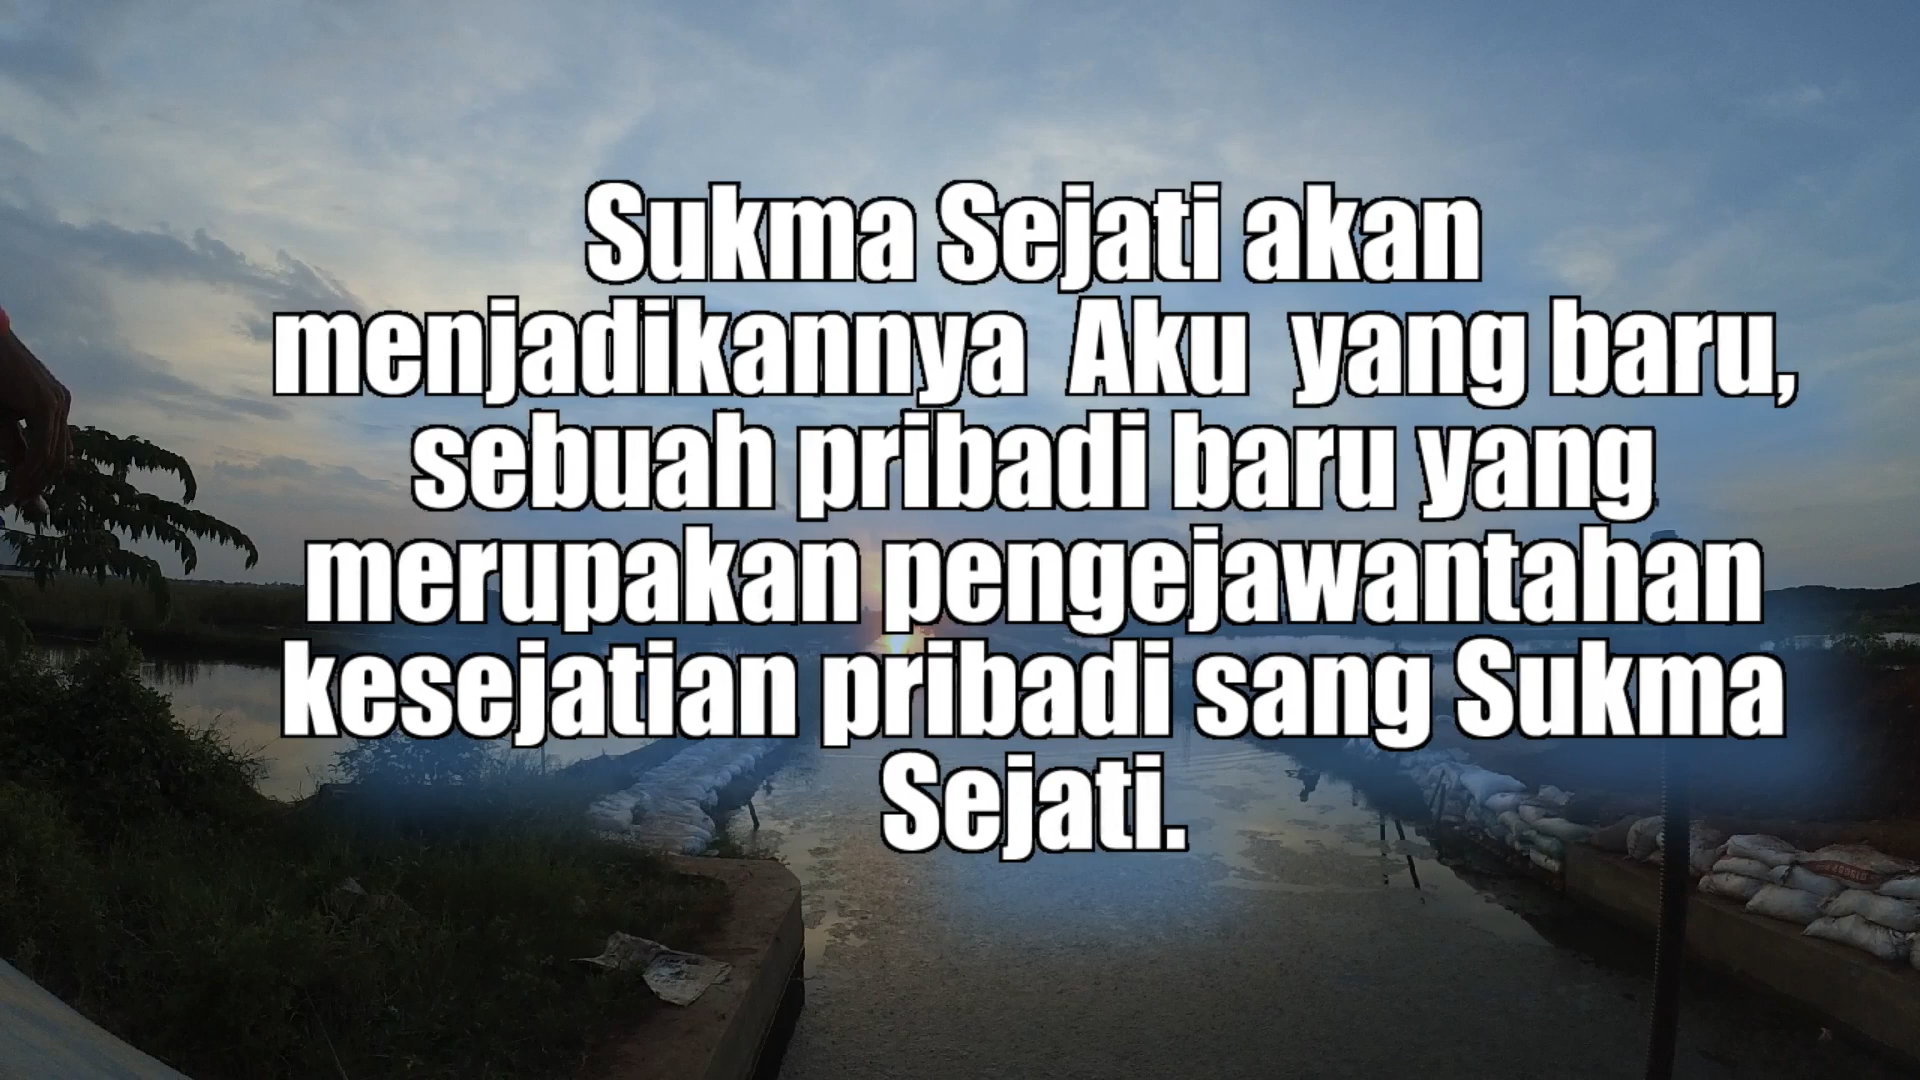 Sukma Sejati akan
menjadikannya Aku yang baru,
sebuah pribadi baru yang
merupakan pengejawantahan
kesejatian pribadi sang Sukma
Sejati.